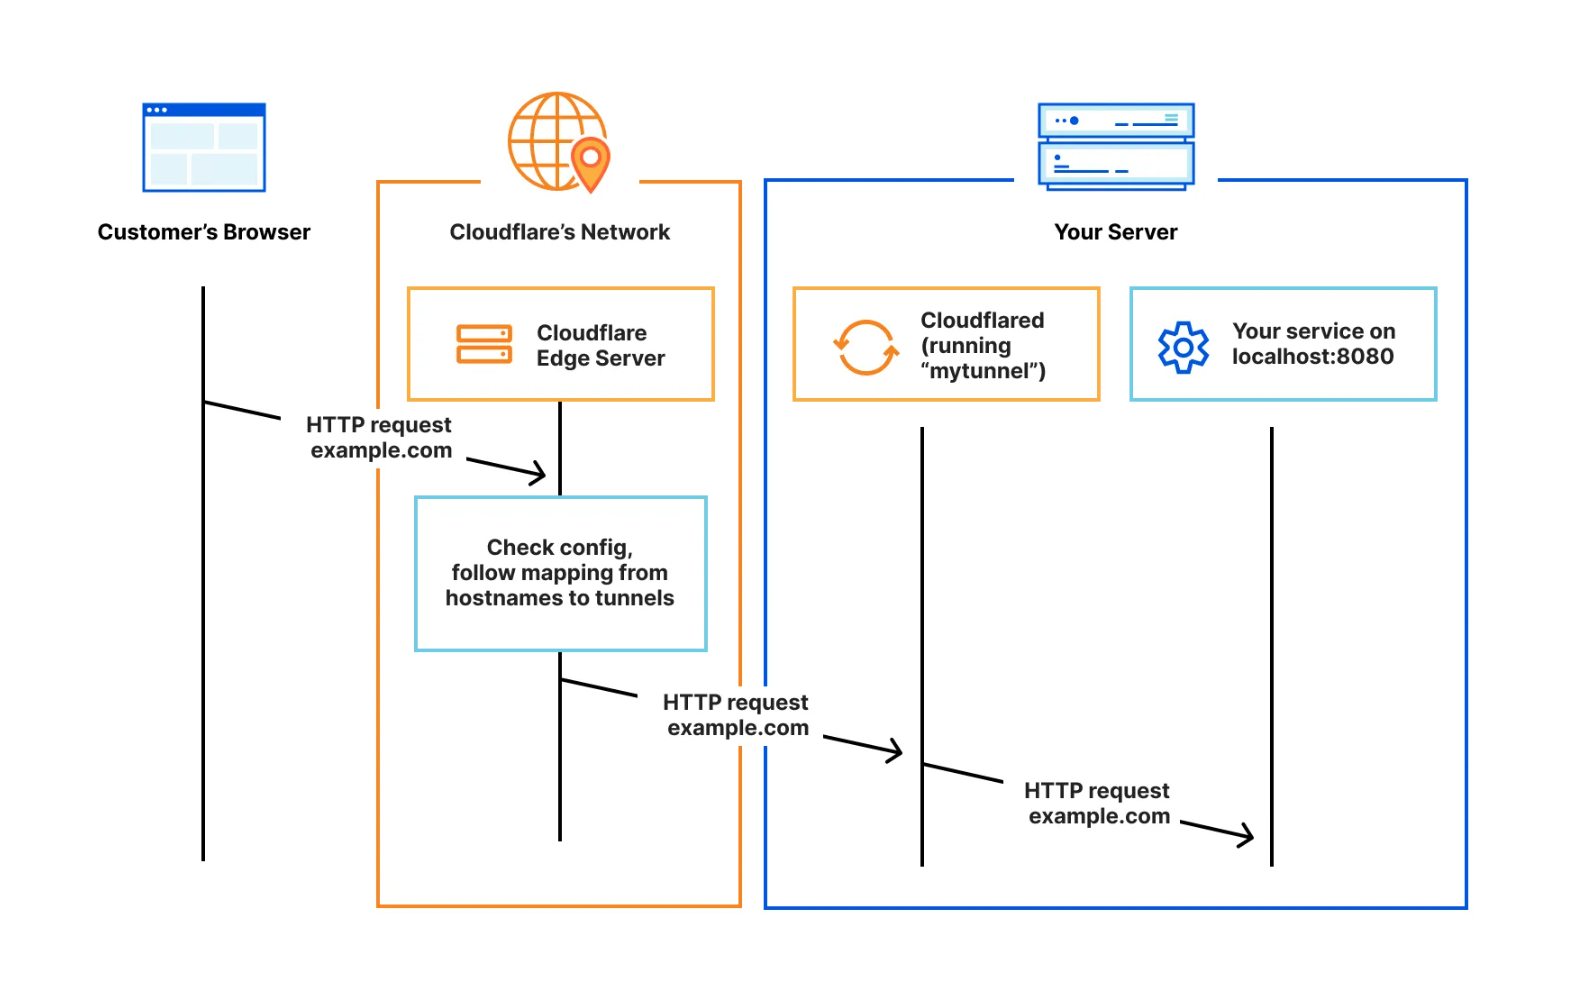 Customer’s Browser
Cloudflare’s Network
Your Server
Cloudflare
Edge Server
Cloudflared
(running
“mytunnel”)
Your service on
localhost:8080
HTTP request
example.com
Check config,
follow mapping from
hostnames to tunnels
HTTP request
example.com
HTTP request
example.com